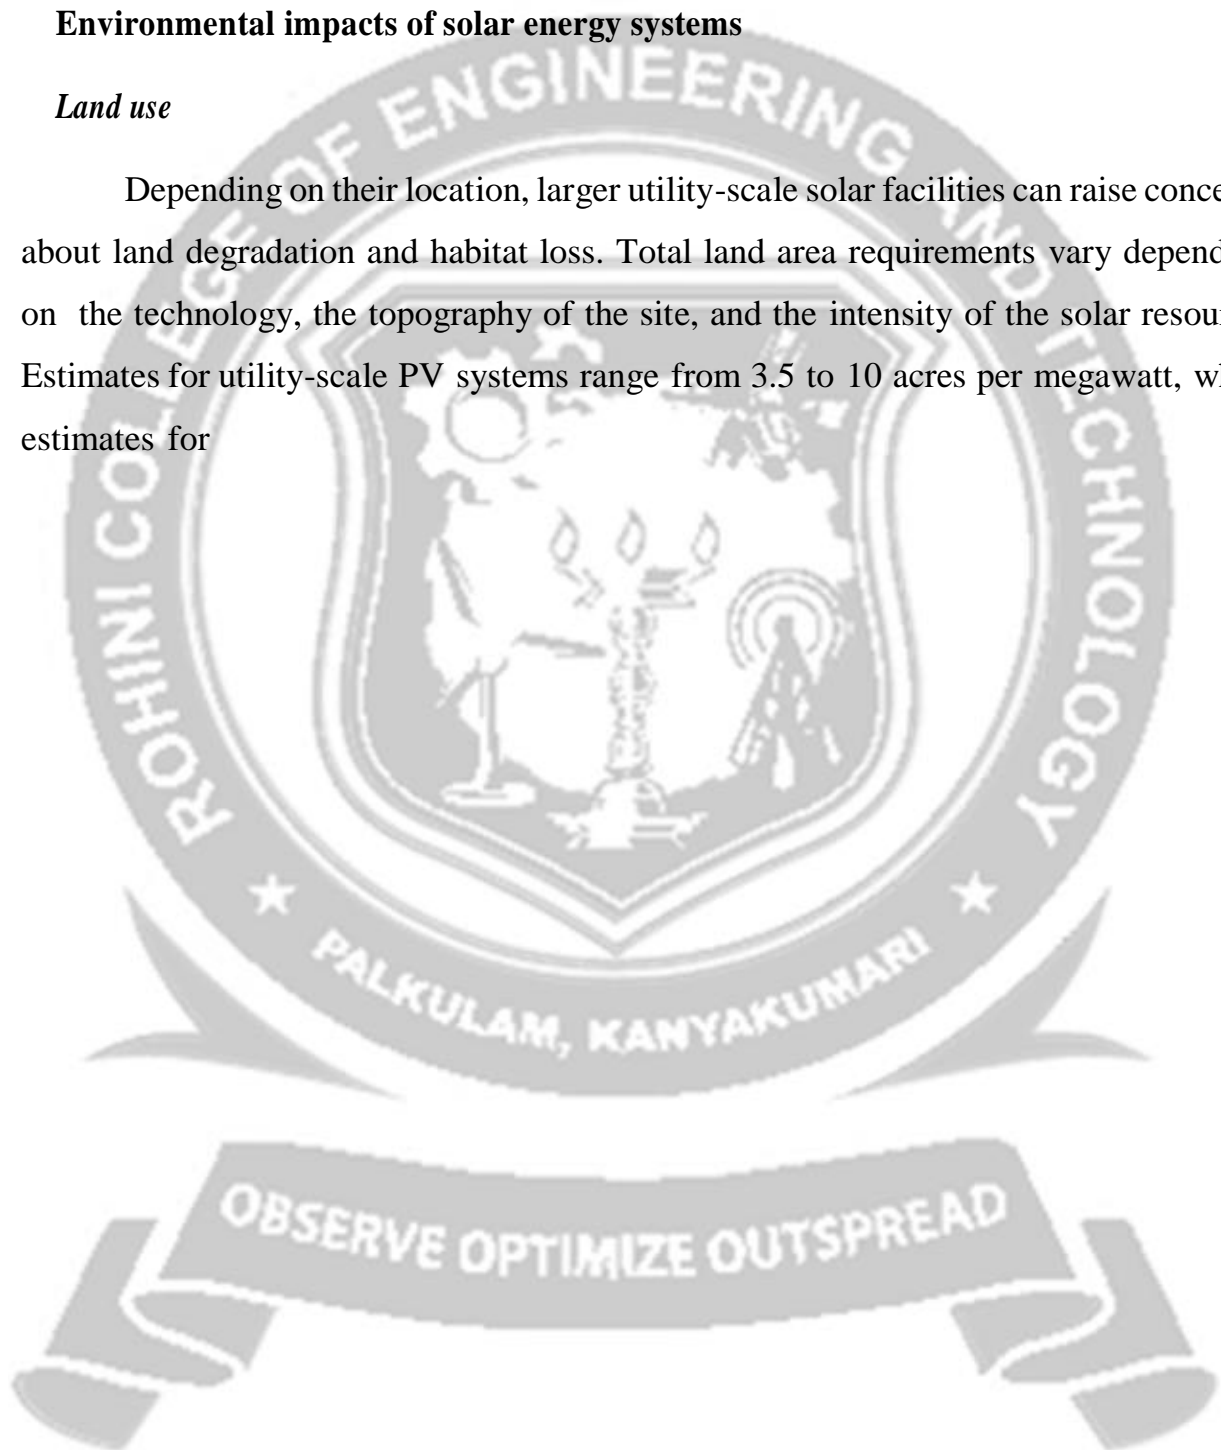 Environmental impacts of solar energy systems
Land use
Depending on their location, larger utility-scale solar facilities can raise conce
about land degradation and habitat loss. Total land area requirements vary depend
on the technology, the topography of the site, and the intensity of the solar resou
Estimates for utility-scale PV systems range from 3.5 to 10 acres per megawatt, wh
estimates for
ROHINI COLLEGE OF ENGINEERING AND TECHNOLOGY
PALKULAM, KANYAKUMARI
OBSERVE OPTIMIZE OUTSPREAD